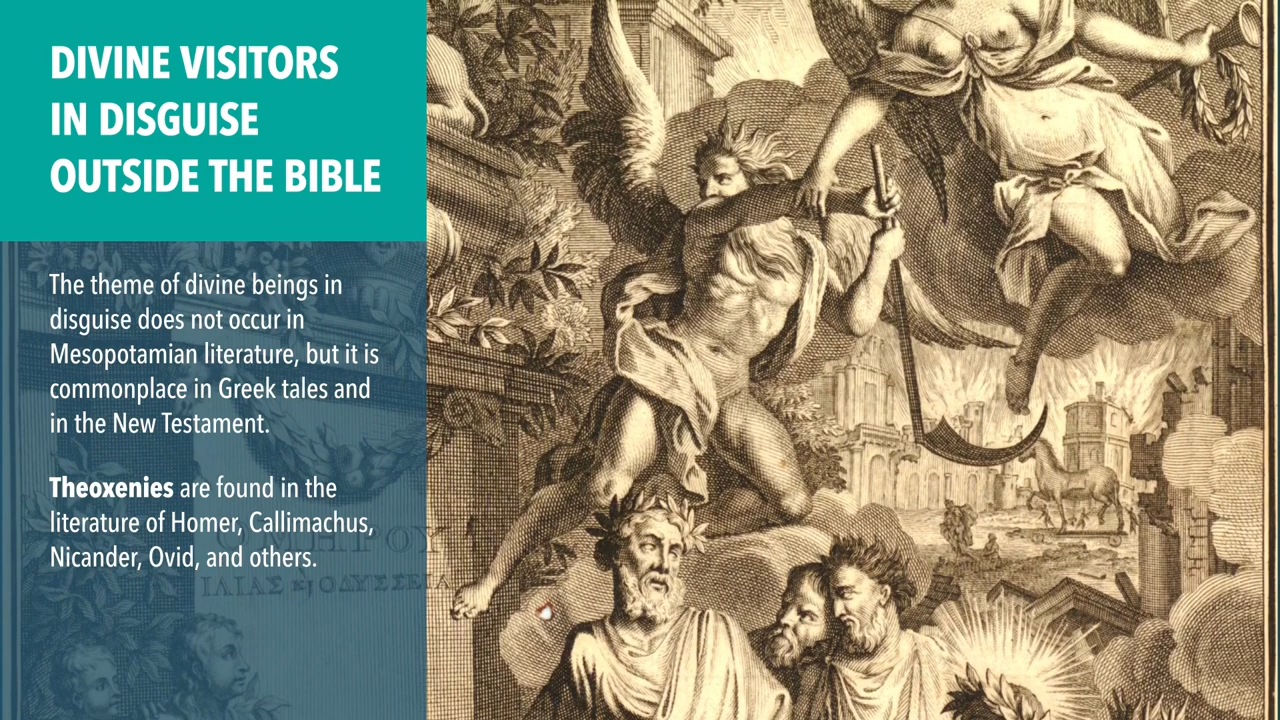 DIVINE VISITORS
IN DISGUISE
OUTSIDE THE BIBLE
The theme of divine beings in
disguise does not occur in
Mesopotamian literature, but it is
commonplace in Greek tales and
in the New Testament.
Theoxenies are found in the
literature of Homer, Callimachus,
Nicander, Ovid, and others.
ΟΜΗΡΟΥ
ΙΛΙΑΣ ΟΔΥΣΣΕΙΑ